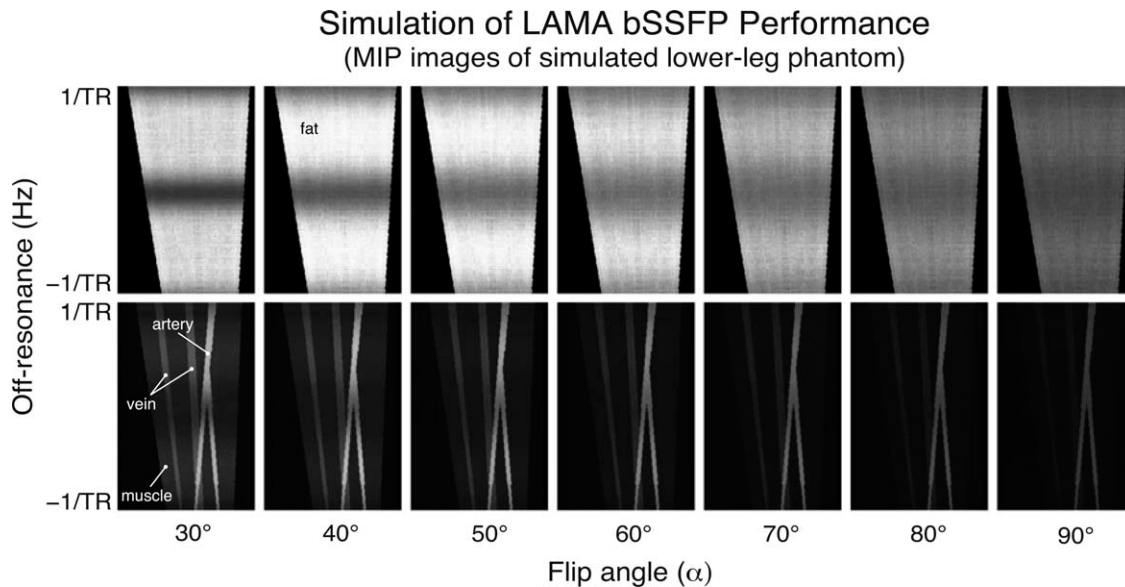 Simulation of LAMA bSSFP Performance
(MIP images of simulated lower-leg phantom)
1/TR
fat
Off-resonance (Hz)
−1/TR
1/TR
artery
vein
muscle
−1/TR
30° 40° 50° 60° 70° 80° 90°
Flip angle (α)